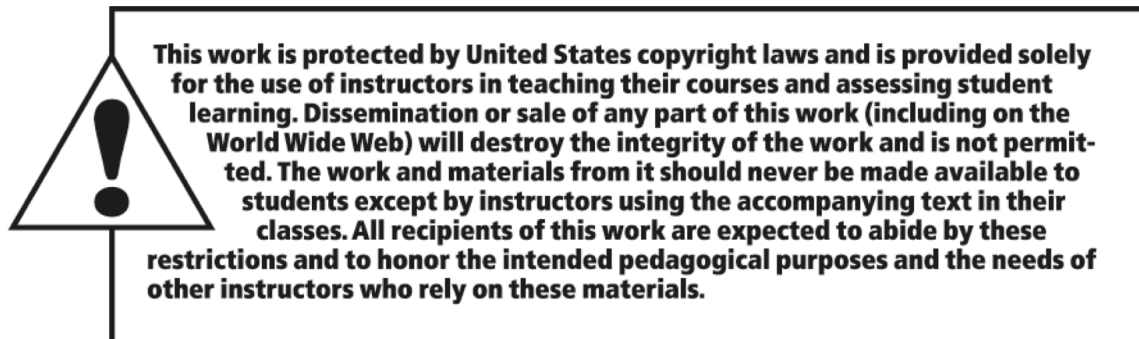 This work is protected by United States copyright laws and is provided solely
for the use of instructors in teaching their courses and assessing student
learning. Dissemination or sale of any part of this work (including on the
World Wide Web) will destroy the integrity of the work and is not permit-
ted. The work and materials from it should never be made available to
students except by instructors using the accompanying text in their
classes. All recipients of this work are expected to abide by these
restrictions and to honor the intended pedagogical purposes and the needs of
other instructors who rely on these materials.